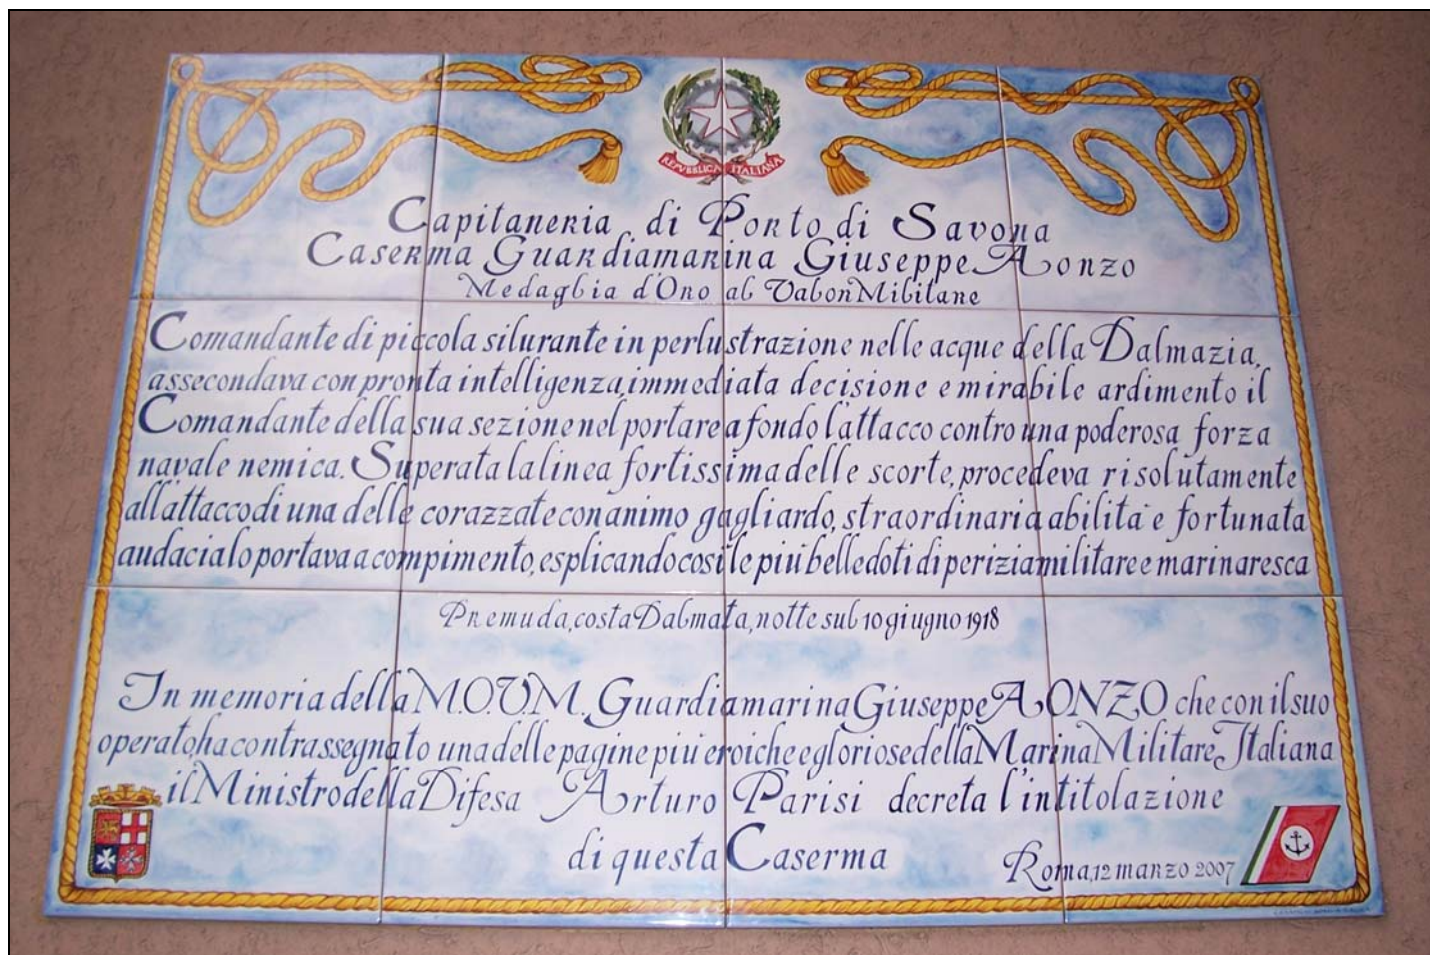 REPVBBLICA ITALIANA
Capitaneria di Porto di Savona
Caserma Guardiamarina Giuseppe Aonzo
Medaglia d'Oro al Valor Militare
Comandante di piccola silurante in perlustrazione nelle acque della Dalmazia,
assecondava con pronta intelligenza, immediata decisione e mirabile ardimento il
Comandante della sua sezione nel portare a fondo l'attacco contro una poderosa forza
navale nemica. Superata la linea fortissima delle scorte, procedeva risolutamente
all'attacco di una delle corazzate con animo gagliardo, straordinaria abilità e fortunata
audacia lo portava a compimento, esplicando così le più belle doti di perizia militare e marinaresca
Premuda, costa Dalmata, notte sul 10 giugno 1918
In memoria della M.O.V.M. Guardiamarina Giuseppe AONZO che con il suo
operato, ha contrassegnato una delle pagine più eroiche e gloriose della Marina Militare Italiana
il Ministro della Difesa Arturo Parisi decreta l'intitolazione
di questa Caserma
Roma, 12 marzo 2007